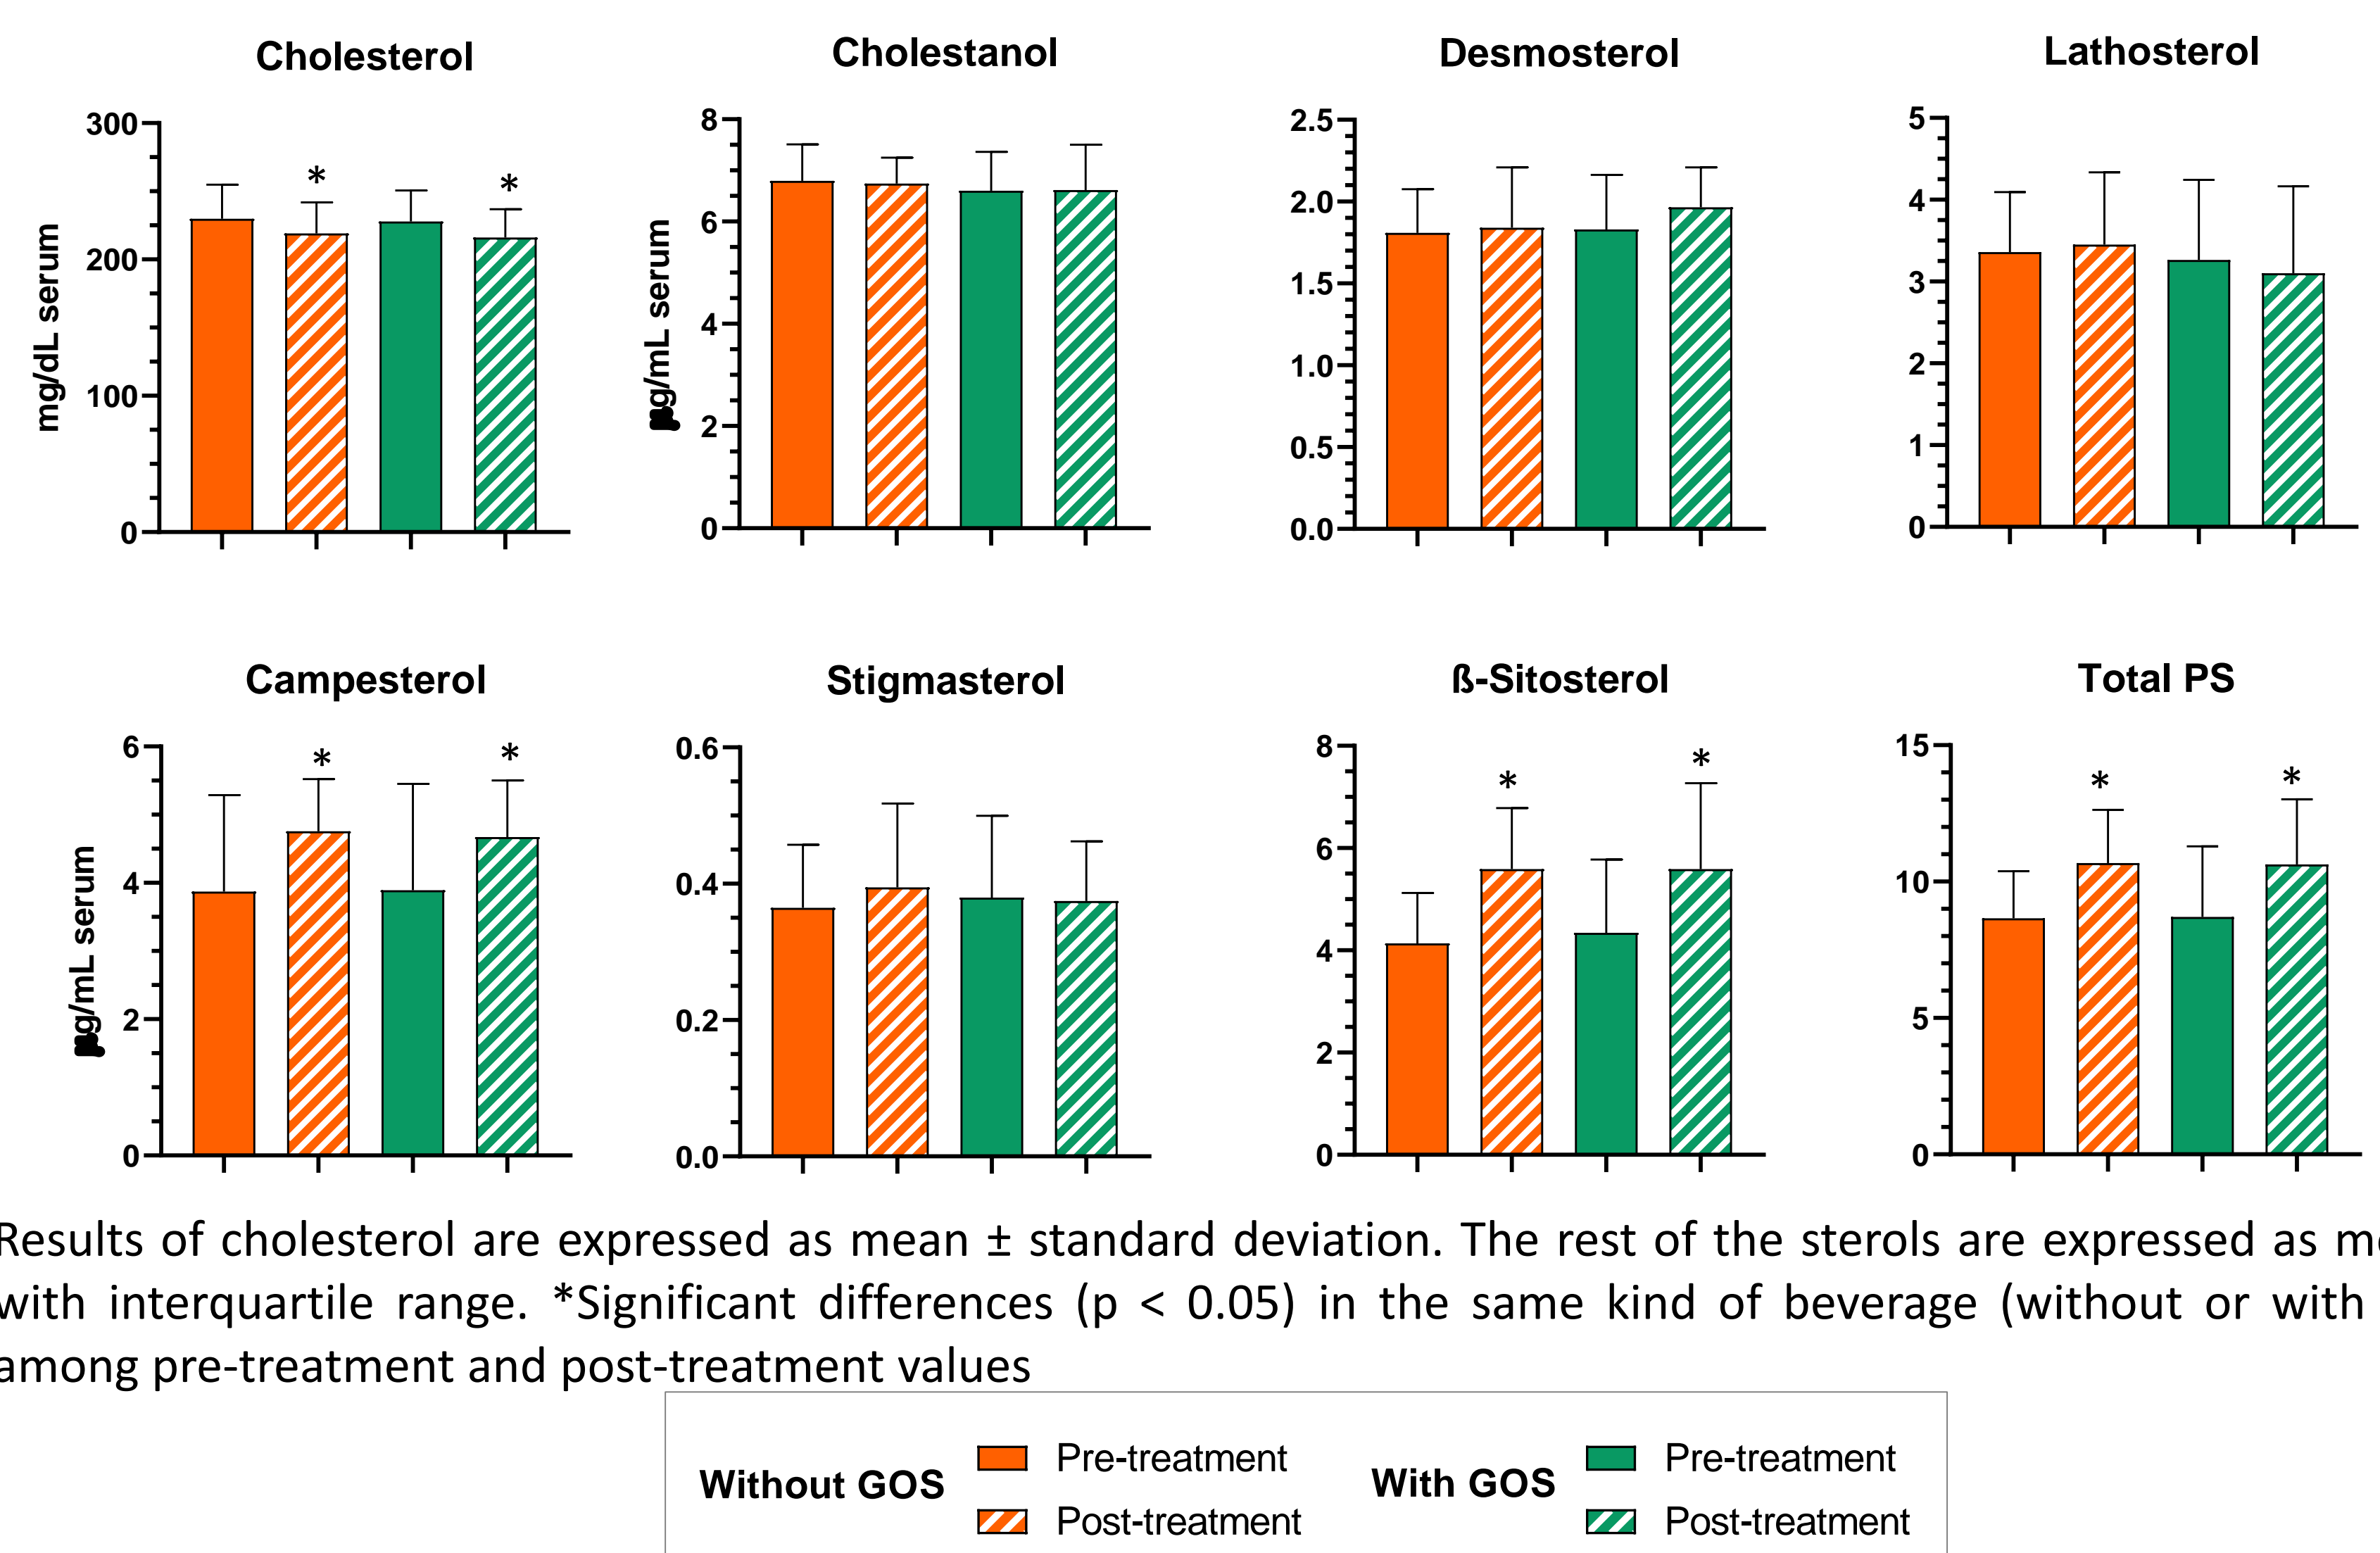 Cholesterol
Cholestanol
Desmosterol
Lathosterol
300
200
100
0
mg/dL serum
*
*
8
6
4
2
0
µg/mL serum
2.5
2.0
1.5
1.0
0.5
0.0
5
4
3
2
1
0
Campesterol
Stigmasterol
ß-Sitosterol
Total PS
6
4
2
0
µg/mL serum
*
*
0.6
0.4
0.2
0.0
8
6
4
2
0
*
*
15
10
5
0
*
*
Results of cholesterol are expressed as mean ± standard deviation. The rest of the sterols are expressed as
with interquartile range. *Significant differences (p < 0.05) in the same kind of beverage (without or with
among pre-treatment and post-treatment values
Without GOS
Pre-treatment
Post-treatment
With GOS
Pre-treatment
Post-treatment